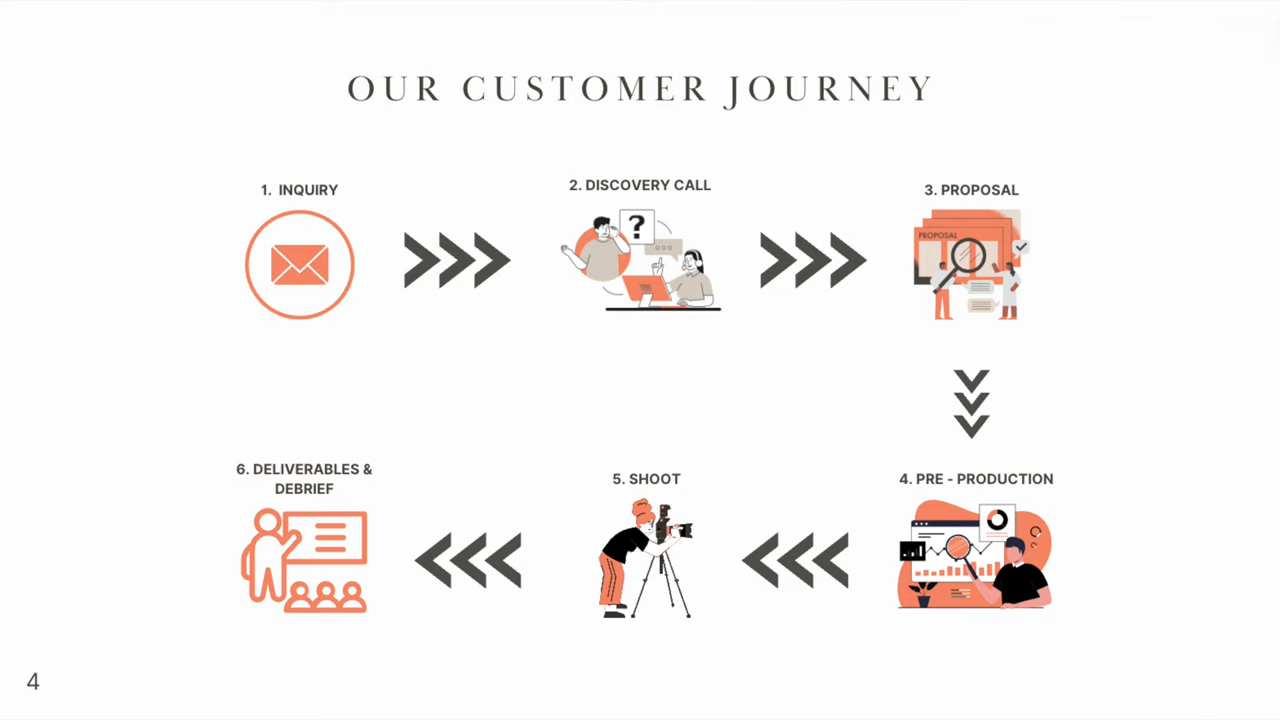 OUR CUSTOMER JOURNEY
1. INQUIRY
2. DISCOVERY CALL
?
3. PROPOSAL
PROPOSAL
4. PRE - PRODUCTION
5. SHOOT
6. DELIVERABLES &
DEBRIEF
4